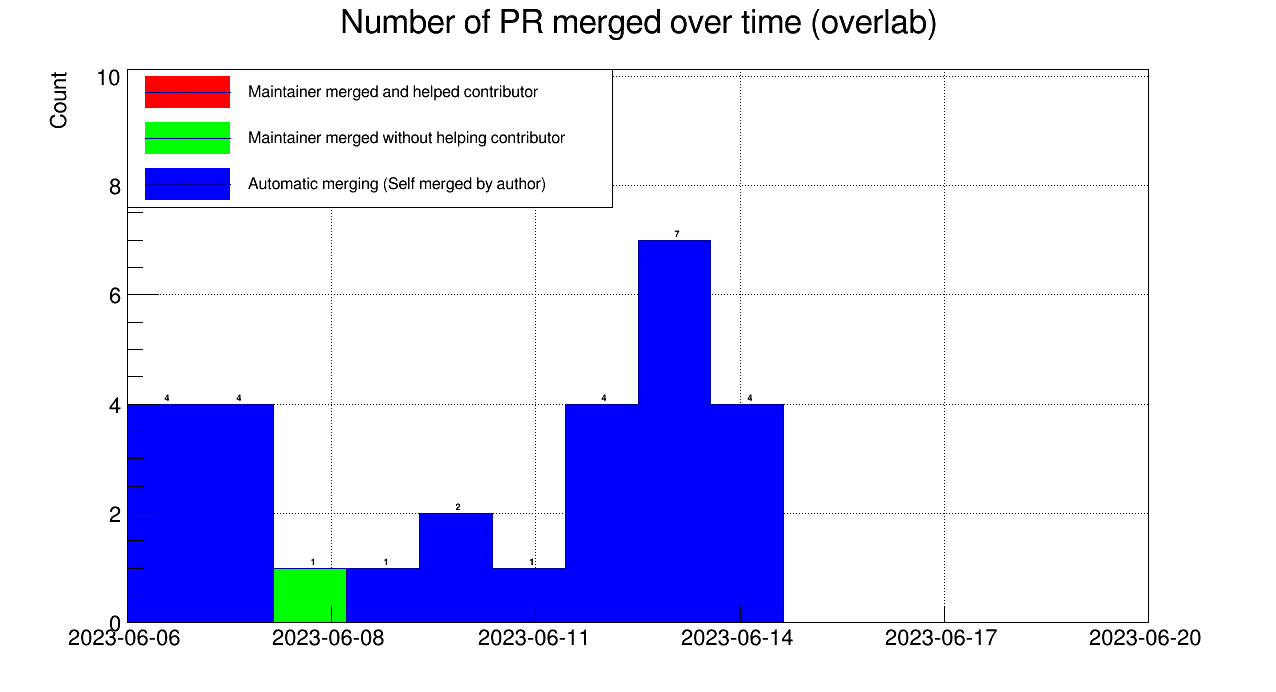 Number of PR merged over time (overlab)
Count
10
8
6
4
2
0
Maintainer merged and helped contributor
Maintainer merged without helping contributor
Automatic merging (Self merged by author)
4 4 1 1 2 1 4 7 4
2023-06-06 2023-06-08 2023-06-11 2023-06-14 2023-06-17 2023-06-20